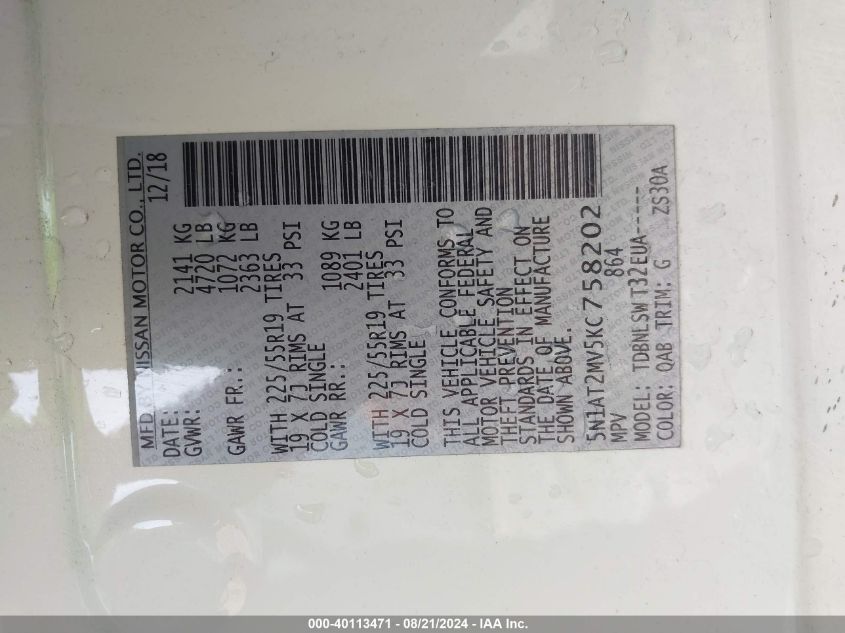 MFD BY NISSAN MOTOR CO., LTD.
DATE: 12/18
GVWR: 2141 KG
4720 LB
GAWR FR.: 1072 KG
2363 LB
WITH 225/55R19 TIRES
19 X 7J RIMS AT 33 PSI
COLD SINGLE
GAWR RR.: 1089 KG
2401 LB
WITH 225/55R19 TIRES
19 X 7J RIMS AT 33 PSI
COLD SINGLE
THIS VEHICLE CONFORMS TO
ALL APPLICABLE FEDERAL
MOTOR VEHICLE SAFETY AND
THEFT PREVENTION
STANDARDS IN EFFECT ON
THE DATE OF MANUFACTURE
SHOWN ABOVE.
5N1AT2MV5KC758202
MPV 864
MODEL: TDBNLSWT32EUA-----
COLOR: QAB TRIM: G ZS30A
000-40113471 - 08/21/2024 - IAA Inc.